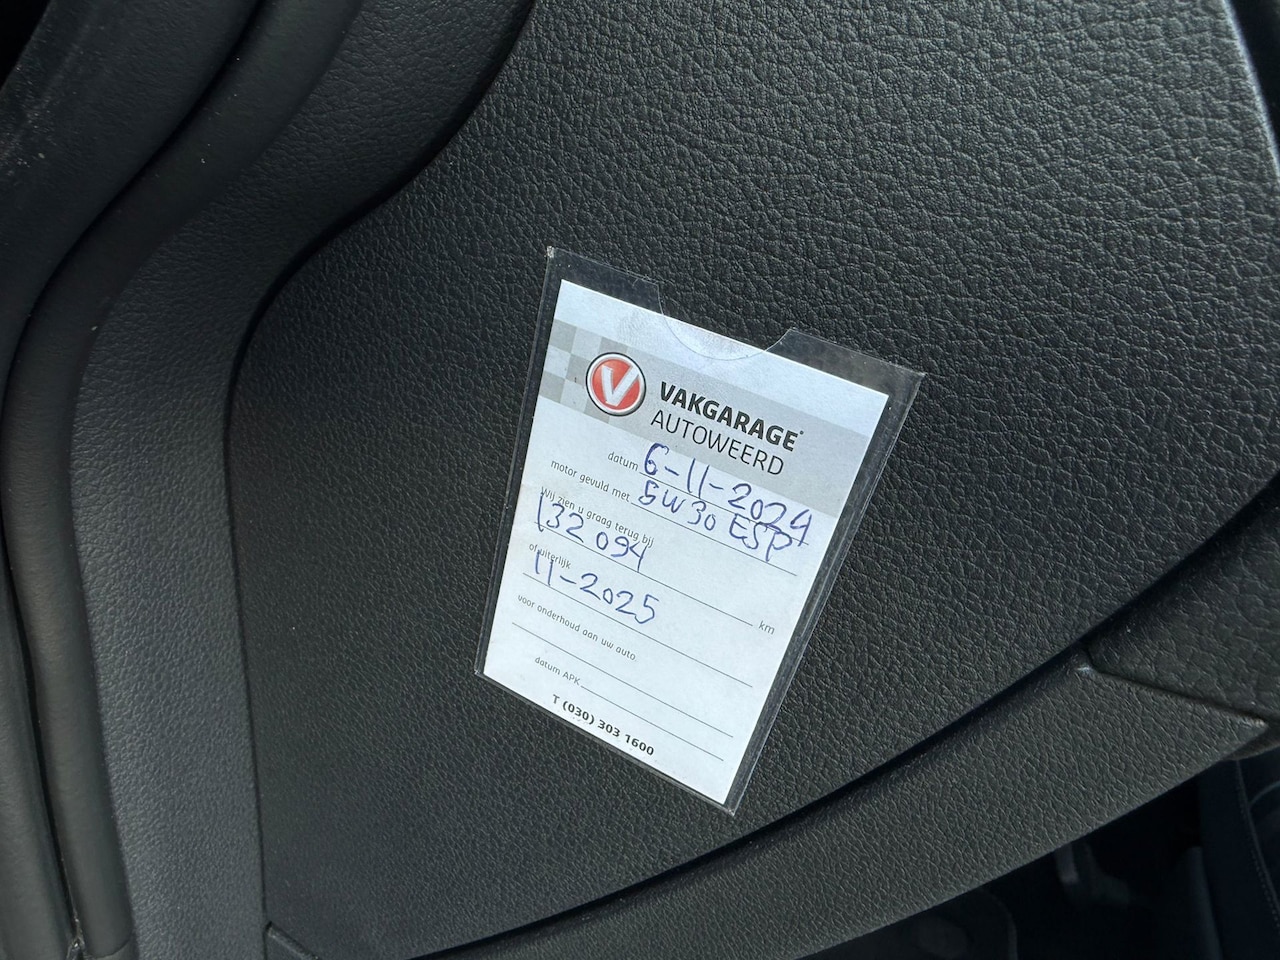 V VAKGARAGE®
AUTOWEERD
datum 6-11-2024
motor gevuld met 5W30 ESP
Wij zien u graag terug bij
132 094 km
of uiterlijk
11-2025
voor onderhoud aan uw auto.
datum APK
T (030) 303 1600